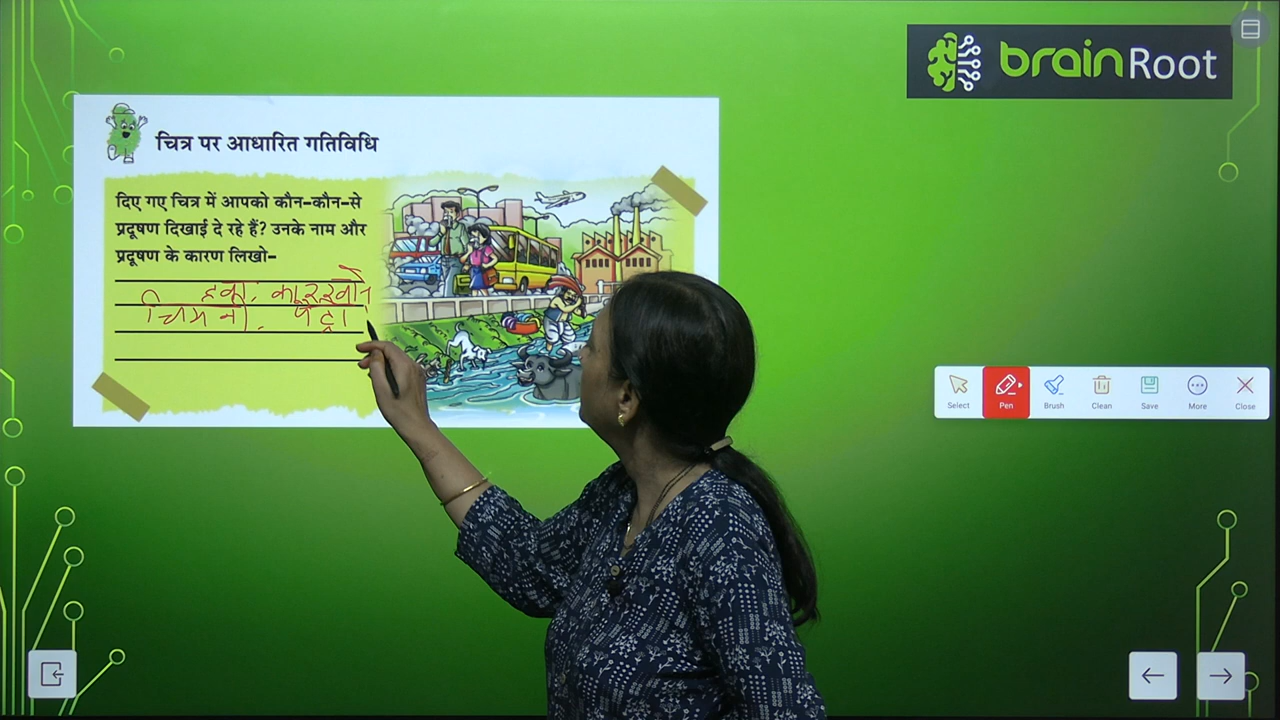 brainRoot
चित्र पर आधारित गतिविधि
दिए गए चित्र में आपको कौन-कौन-से
प्रदूषण दिखाई दे रहे हैं? उनके नाम और
प्रदूषण के कारण लिखो-
हवा: कारखाने
चिमनी, पेट्रो
Select
Pen
Brush
Clean
Save
More
Close